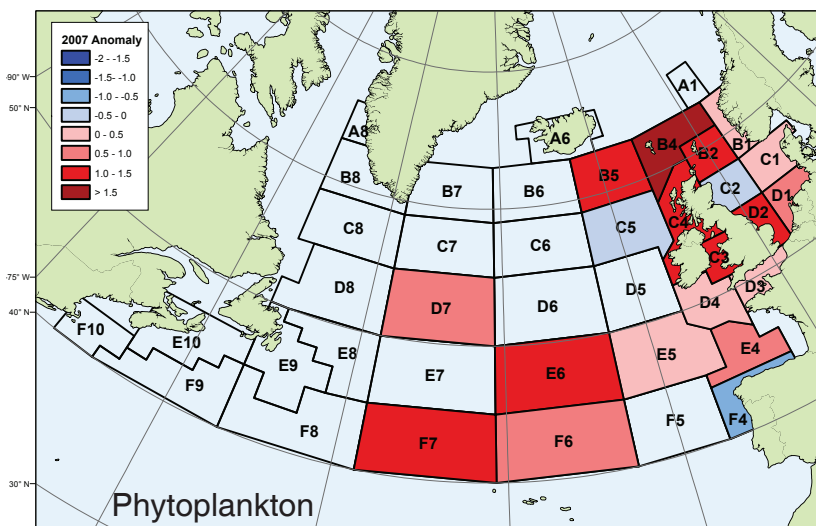 2007 Anomaly
-2 - -1.5
-1.5- -1.0
-1.0 - -0.5
-0.5 - 0
0 - 0.5
0.5 - 1.0
1.0 - 1.5
> 1.5
-90° W
50° N
-75° W
40° N
30° N
A1
A8
A6
B4
B2
B1
C1
B8
B7
B6
B5
C2
D1
C8
C7
C6
C5
C4
D2
C3
D8
D7
D6
D5
D4
D3
F10
E10
E9
E8
E7
E6
E5
E4
F9
F8
F7
F6
F5
F4
Phytoplankton